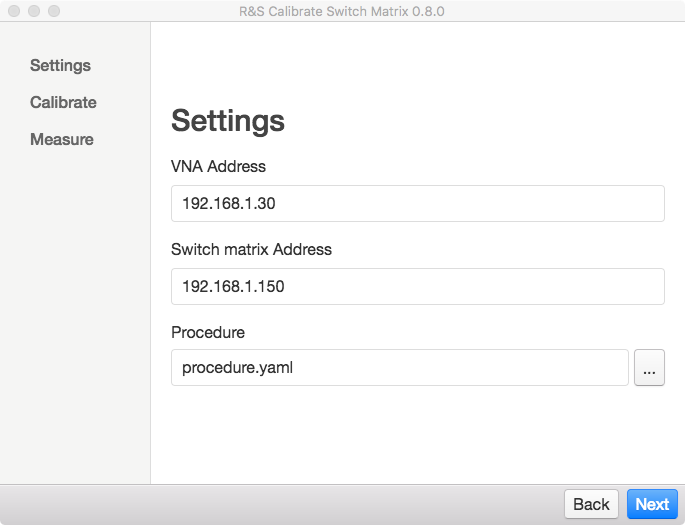 R&S Calibrate Switch Matrix 0.8.0
Settings
Calibrate
Measure
Settings
VNA Address
192.168.1.30
Switch matrix Address
192.168.1.150
Procedure
procedure.yaml
...
Back
Next